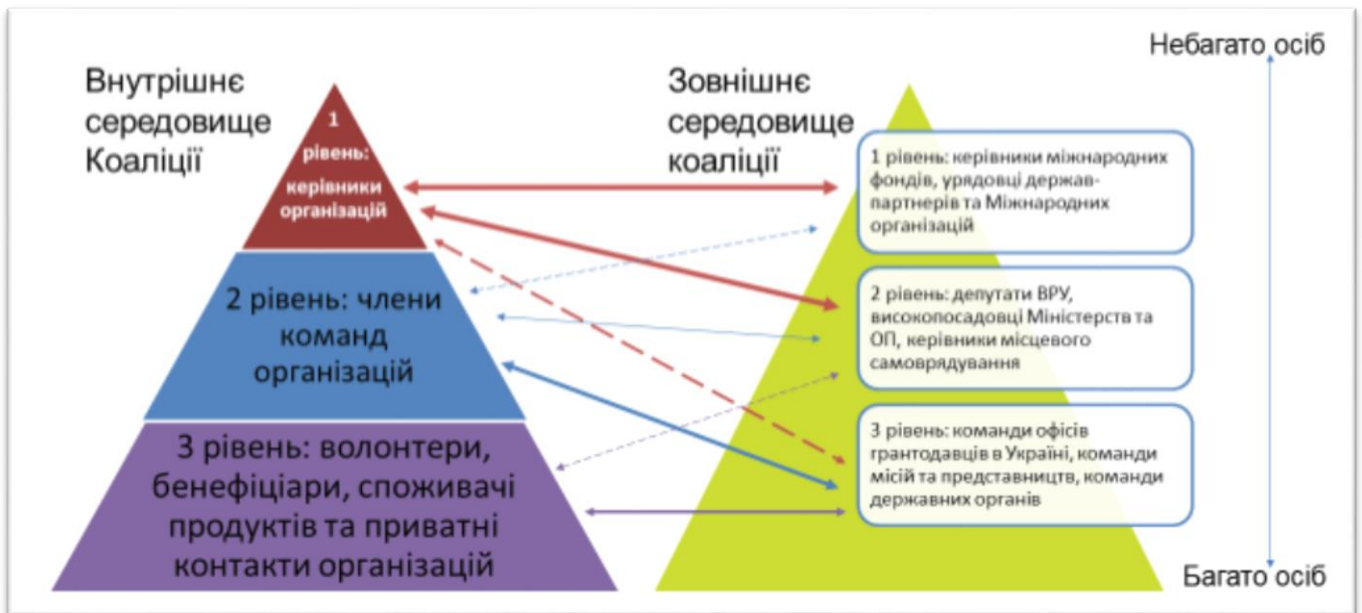 Небагато осіб
Внутрішнє
середовище
Коаліції
1
рівень:
керівники
організацій
2 рівень: члени
команд
організацій
3 рівень: волонтери,
бенефіціари, споживачі
продуктів та приватні
контакти організацій
Зовнішнє
середовище
коаліції
1 рівень: керівники міжнародних
фондів, урядовці держав-
партнерів та Міжнародних
організацій
2 рівень: депутати ВРУ,
високопосадовці Міністерств та
ОП, керівники місцевого
самоврядування
3 рівень: команди офісів
грантодавців в Україні, команди
місій та представництв, команди
державних органів
Багато осіб